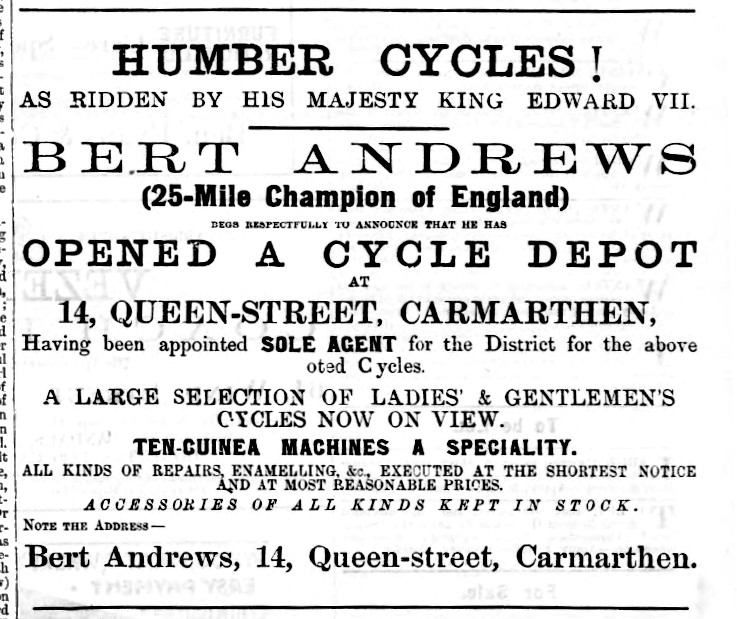 HUMBER CYCLES!
AS RIDDEN BY HIS MAJESTY KING EDWARD VII.
BERT ANDREWS
(25-Mile Champion of England)
BEGS RESPECTFULLY TO ANNOUNCE THAT HE HAS
OPENED A CYCLE DEPOT
AT
14, QUEEN-STREET, CARMARTHEN,
Having been appointed SOLE AGENT for the District for the above
oted Cycles.
A LARGE SELECTION OF LADIES' & GENTLEMEN'S
CYCLES NOW ON VIEW.
TEN-GUINEA MACHINES A SPECIALITY.
ALL KINDS OF REPAIRS, ENAMELLING, &c., EXECUTED AT THE SHORTEST NOTICE
AND AT MOST REASONABLE PRICES.
ACCESSORIES OF ALL KINDS KEPT IN STOCK.
NOTE THE ADDRESS—
Bert Andrews, 14, Queen-street, Carmarthen.